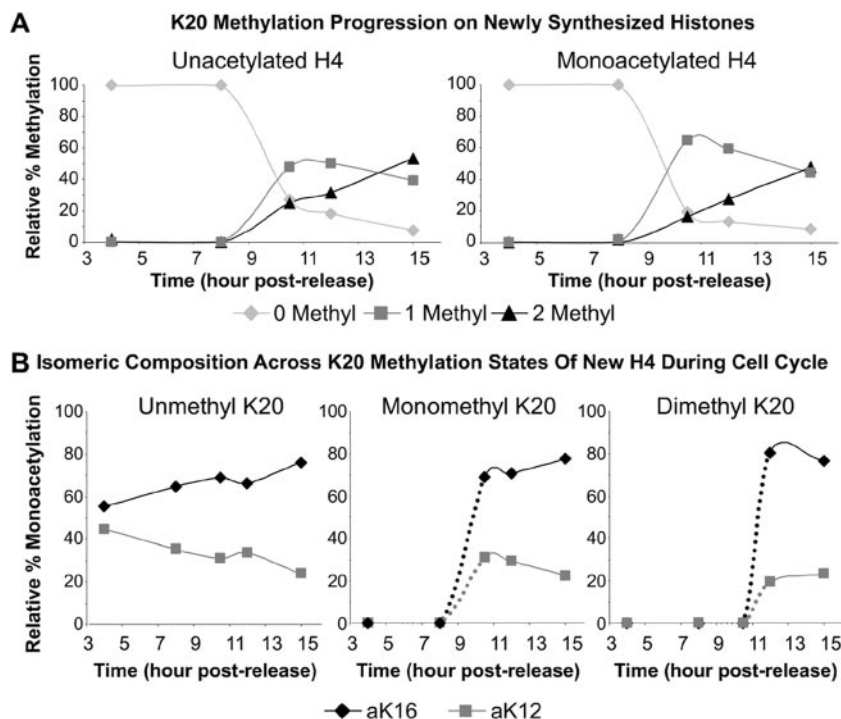 A K20 Methylation Progression on Newly Synthesized Histones
Unacetylated H4 Monoacetylated H4
Relative % Methylation
100
80
60
40
20
0
3 5 7 9 11 13 15
Time (hour post-release)
100
80
60
40
20
0
3 5 7 9 11 13 15
Time (hour post-release)
0 Methyl 1 Methyl 2 Methyl
B Isomeric Composition Across K20 Methylation States Of New H4 During Cell Cycle
Unmethyl K20 Monomethyl K20 Dimethyl K20
Relative % Monoacetylation
100
80
60
40
20
0
3 5 7 9 11 13 15
Time (hour post-release)
100
80
60
40
20
0
3 5 7 9 11 13 15
Time (hour post-release)
100
80
60
40
20
0
3 5 7 9 11 13 15
Time (hour post-release)
aK16 aK12